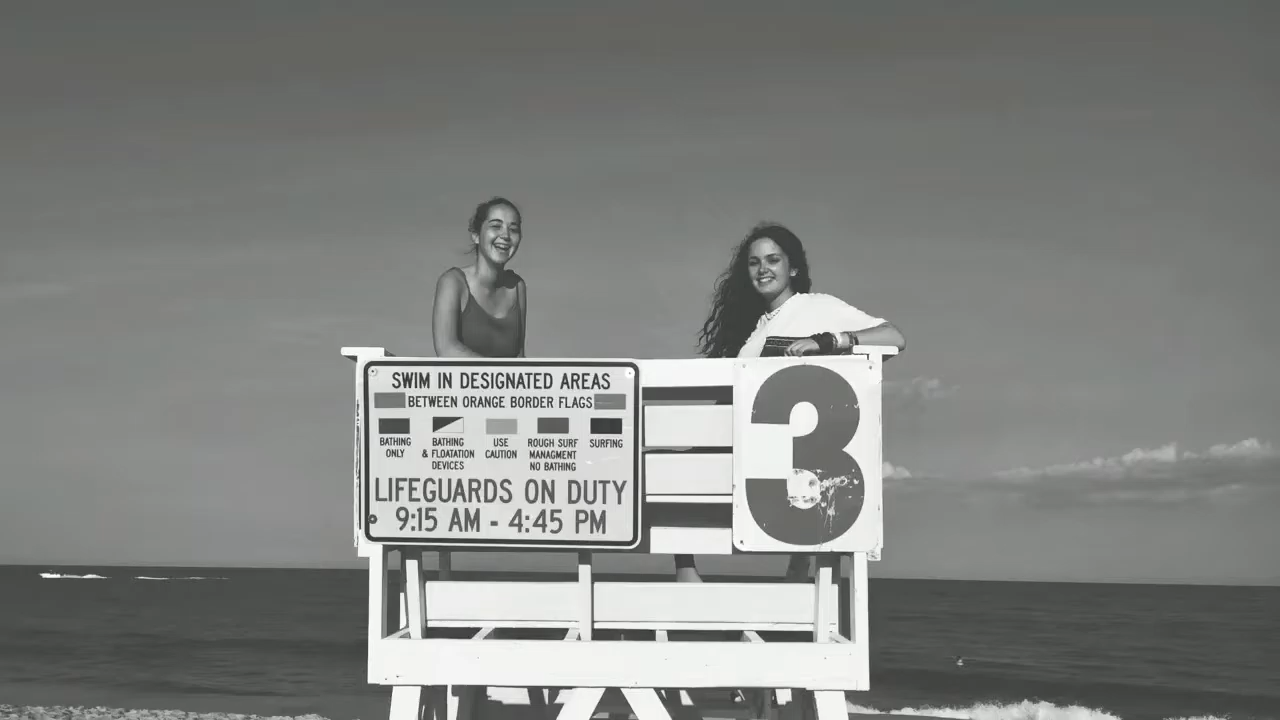 SWIM IN DESIGNATED AREAS
BETWEEN ORANGE BORDER FLAGS
BATHING ONLY
BATHING & FLOATATION DEVICES
USE CAUTION
ROUGH SURF MANAGMENT NO BATHING
SURFING
LIFEGUARDS ON DUTY
9:15 AM - 4:45 PM
3